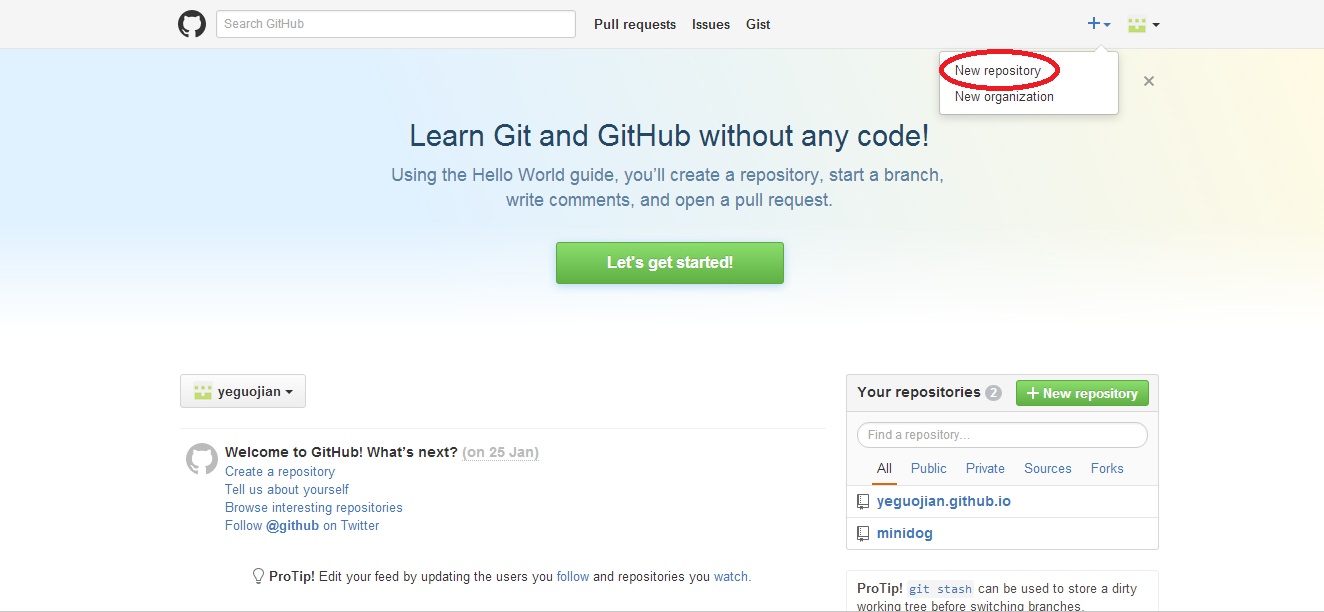 Search GitHub
Pull requests Issues Gist
New repository
New organization
Learn Git and GitHub without any code!
Using the Hello World guide, you’ll create a repository, start a branch,
write comments, and open a pull request.
Let's get started!
yeguojian
Welcome to GitHub! What’s next? (on 25 Jan)
Create a repository
Tell us about yourself
Browse interesting repositories
Follow @github on Twitter
ProTip! Edit your feed by updating the users you follow and repositories you watch.
Your repositories 2
+ New repository
Find a repository…
All Public Private Sources Forks
yeguojian.github.io
minidog
ProTip! git stash can be used to store a dirty
working tree before switching branches.